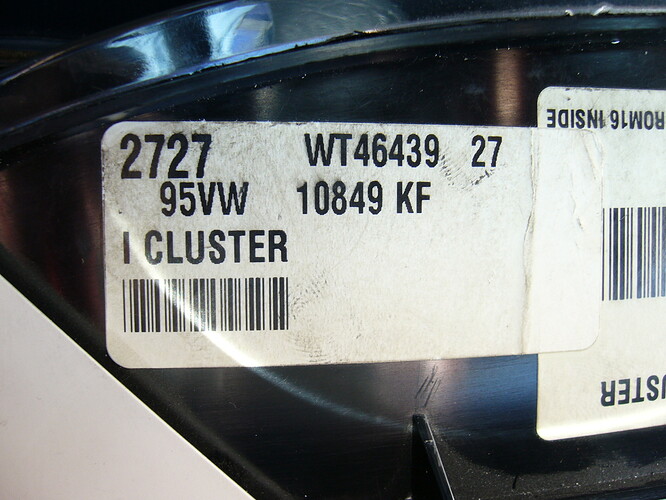 2727 WT46439 27
95VW 10849 KF
I CLUSTER
ROM16 INSIDE
USTER